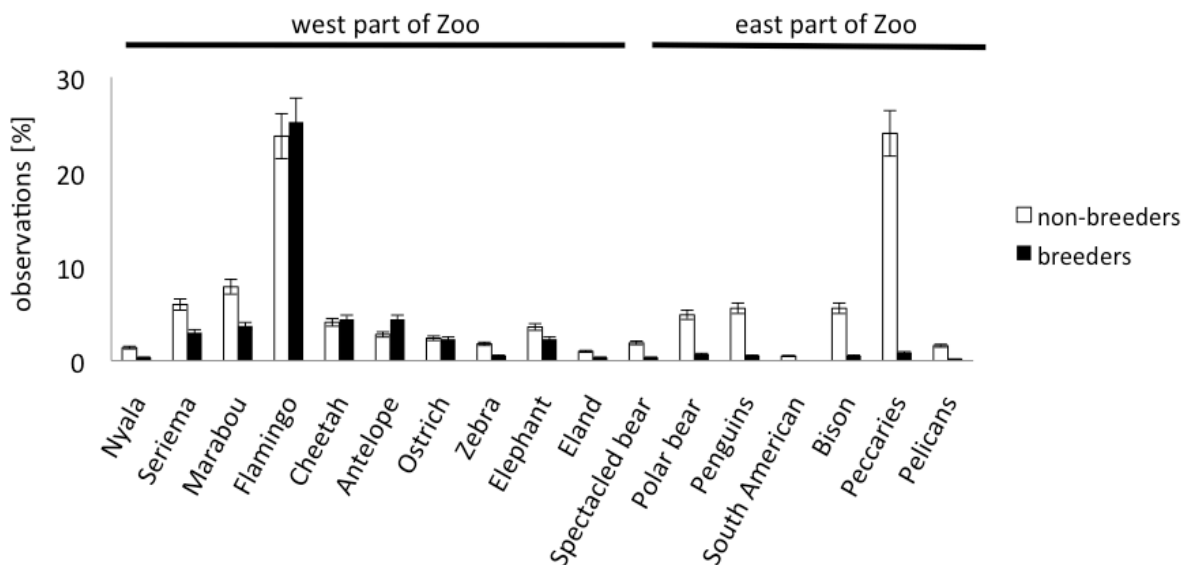 west part of Zoo
east part of Zoo
observations [%]
30
20
10
0
non-breeders
breeders
Nyala
Seriema
Marabou
Flamingo
Cheetah
Antelope
Ostrich
Zebra
Elephant
Eland
Spectacled bear
Polar bear
Penguins
South American
Bison
Peccaries
Pelicans